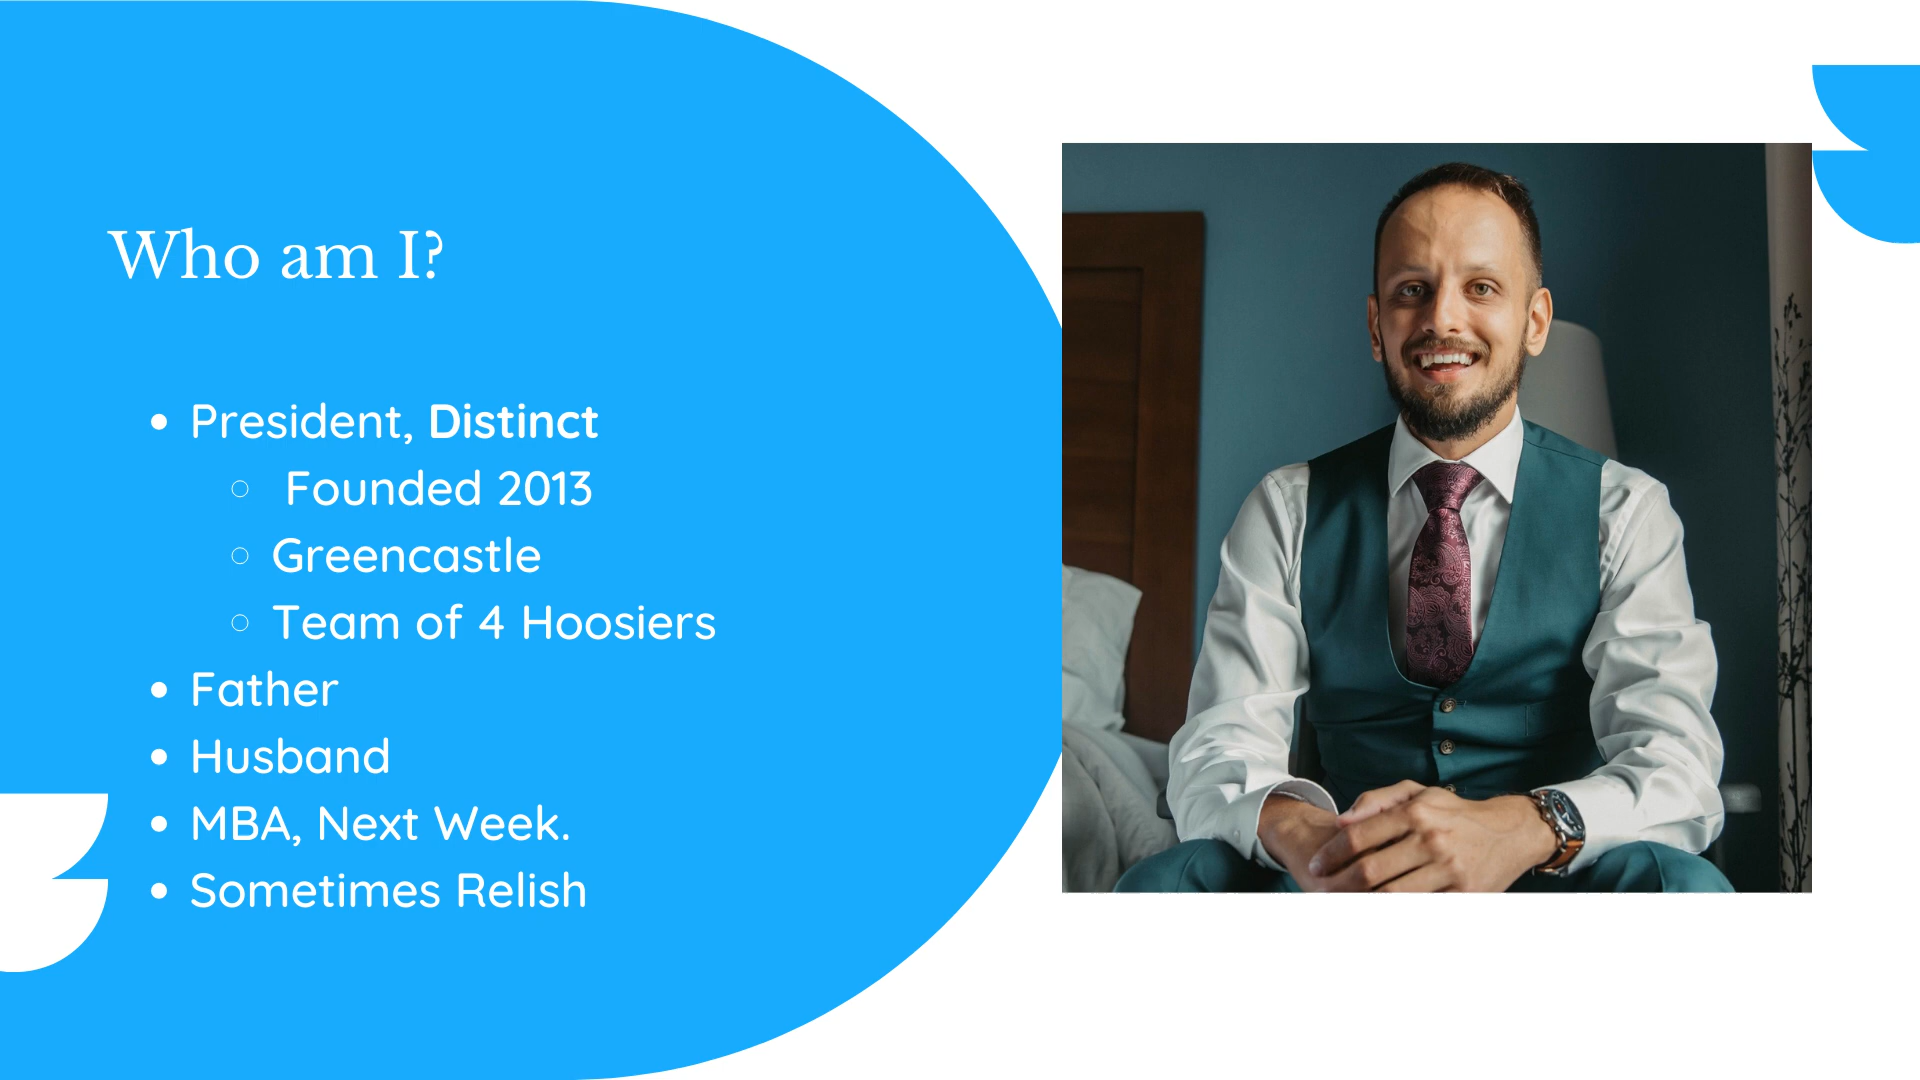 Who am I?
President, Distinct
Founded 2013
Greencastle
Team of 4 Hoosiers
Father
Husband
MBA, Next Week.
Sometimes Relish